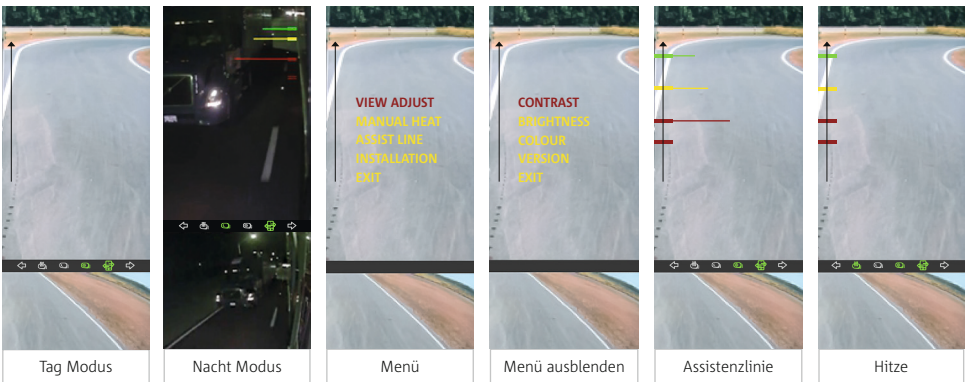 VIEW ADJUST
MANUAL HEAT
ASSIST LINE
INSTALLATION
EXIT
CONTRAST
BRIGHTNESS
COLOUR
VERSION
EXIT
Tag Modus
Nacht Modus
Menü
Menü ausblenden
Assistenzlinie
Hitze